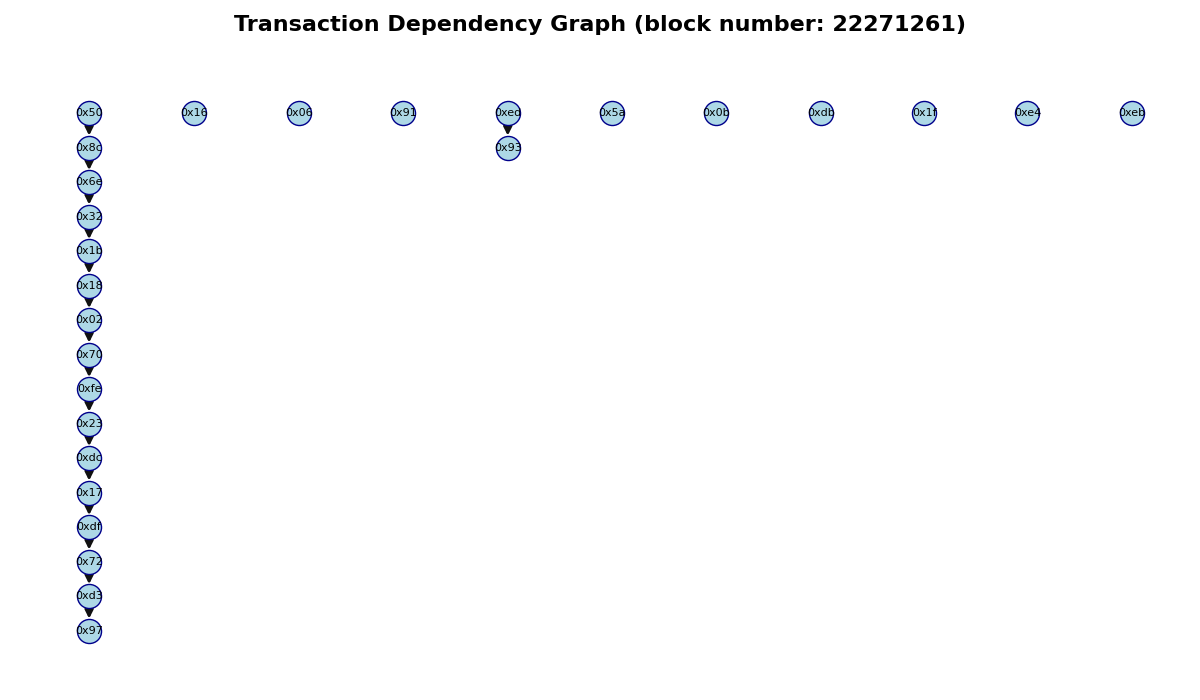 Transaction Dependency Graph (block number: 22271261)
0x50 0x16 0x06 0x91 0xed 0x5a 0x0b 0xdb 0x1f 0xe4 0xeb
0x8c 0x93
0x6e
0x32
0x1b
0x18
0x02
0x70
0xfe
0x23
0xdc
0x17
0xdf
0x72
0xd3
0x97